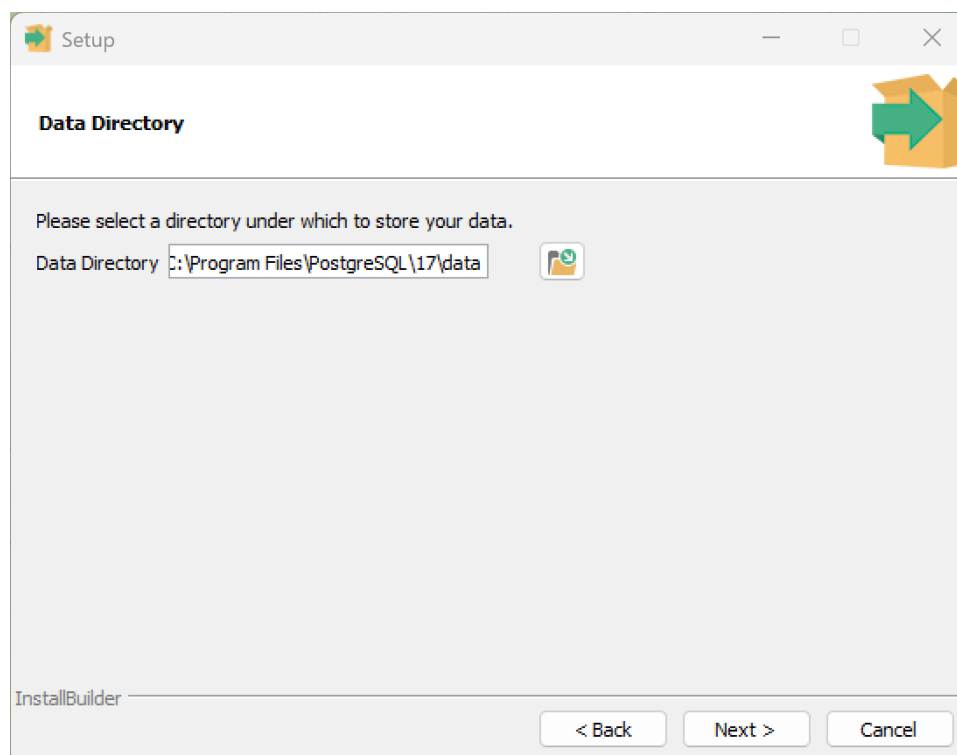 Setup
Data Directory
Please select a directory under which to store your data.
Data Directory C:\Program Files\PostgreSQL\17\data
InstallBuilder
< Back Next > Cancel